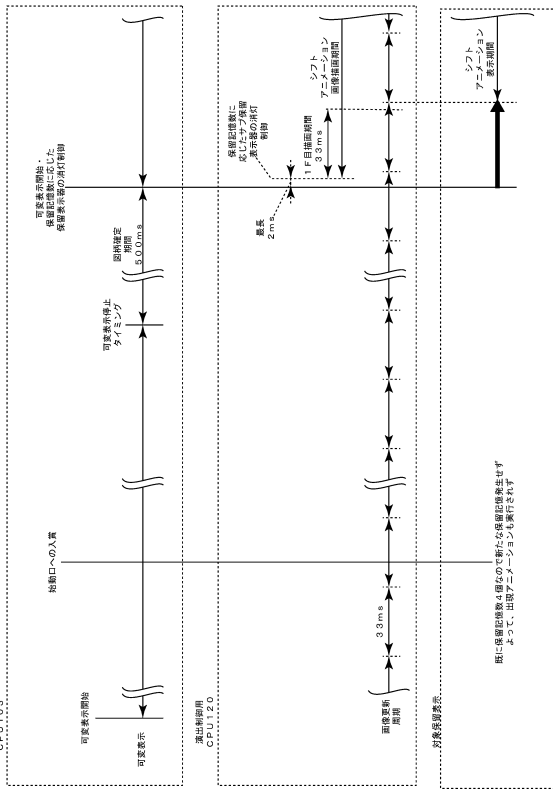 可変表示開始
可変表示
始動口への入賞
可変表示停止
タイミング
図柄確定
期間
500ms
可変表示開始・
保留記憶数に応じた
保留表示器の消灯制御
演出制御用
CPU120
画像更新
周期
33ms
最長
2ms
保留記憶数に
応じたサブ保留
表示器の消灯
制御
1F目描画期間
33ms
シフト
アニメーション
画像描画期間
対象保留表示
既に保留記憶数4個なので新たな保留記憶発生せず
よって、出現アニメーションも実行されず
シフト
アニメーション
表示期間